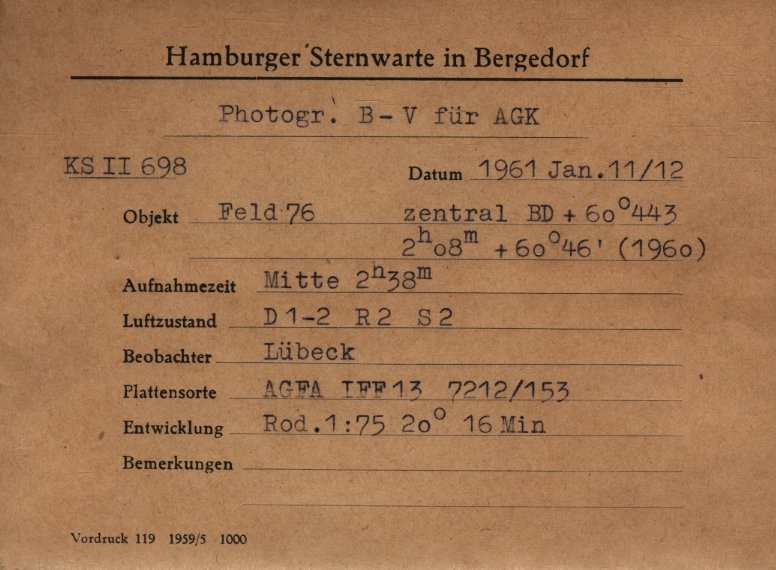 Hamburger Sternwarte in Bergedorf
Photogr. B-V für AGK
KS II 698 Datum 1961 Jan.11/12
Objekt Feld 76 zentral BD + 60°443
2h08m +60°46' (1960)
Aufnahmezeit Mitte 2h38m
Luftzustand D 1-2 R 2 S 2
Beobachter Lübeck
Plattensorte AGFA IFF13 7212/153
Entwicklung Rod.1:75 20° 16 Min
Bemerkungen
Vordruck 119 1959/5 1000